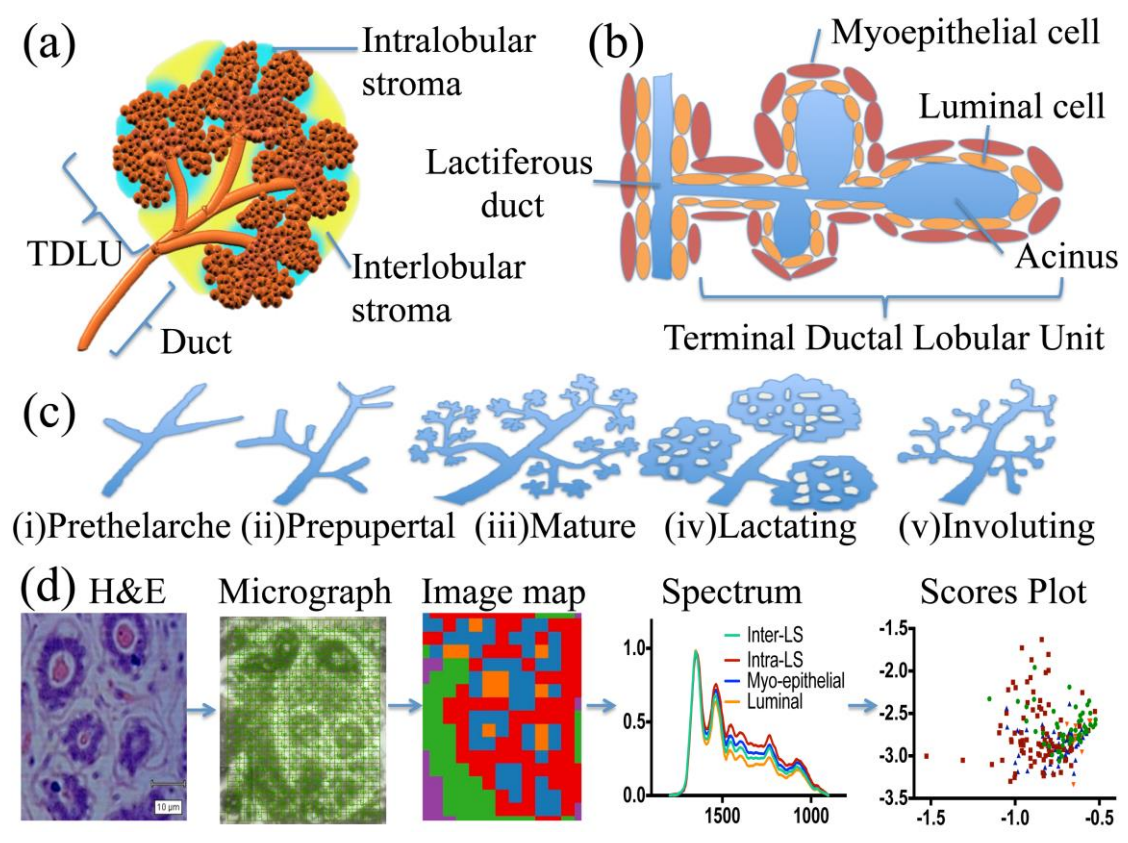 (a)
Intralobular
stroma
TDLU
Interlobular
stroma
Duct
(b)
Myoepithelial cell
Luminal cell
Lactiferous
duct
Acinus
Terminal Ductal Lobular Unit
(c)
(i)Prethelarche (ii)Prepupertal (iii)Mature (iv)Lactating (v)Involuting
(d) H&E Micrograph Image map Spectrum Scores Plot
10 µm
1.0
0.5
0.0
1500 1000
Inter-LS
Intra-LS
Myo-epithelial
Luminal
-1.5
-2.0
-2.5
-3.0
-3.5
-1.5 -1.0 -0.5